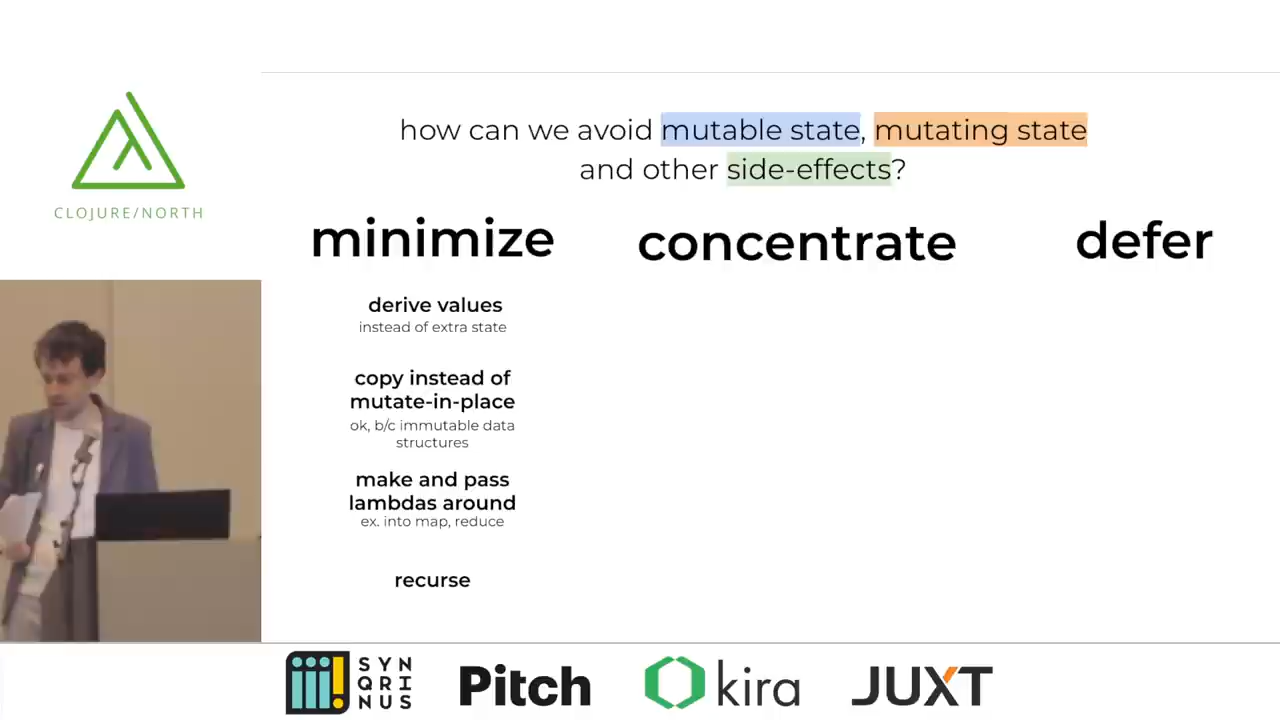 CLOJURE/NORTH
how can we avoid mutable state, mutating state
and other side-effects?
minimize
concentrate
defer
derive values
instead of extra state
copy instead of
mutate-in-place
ok, b/c immutable data
structures
make and pass
lambdas around
ex. into map, reduce
recurse
SYN
QRI
NUS
Pitch
kira
JUXT